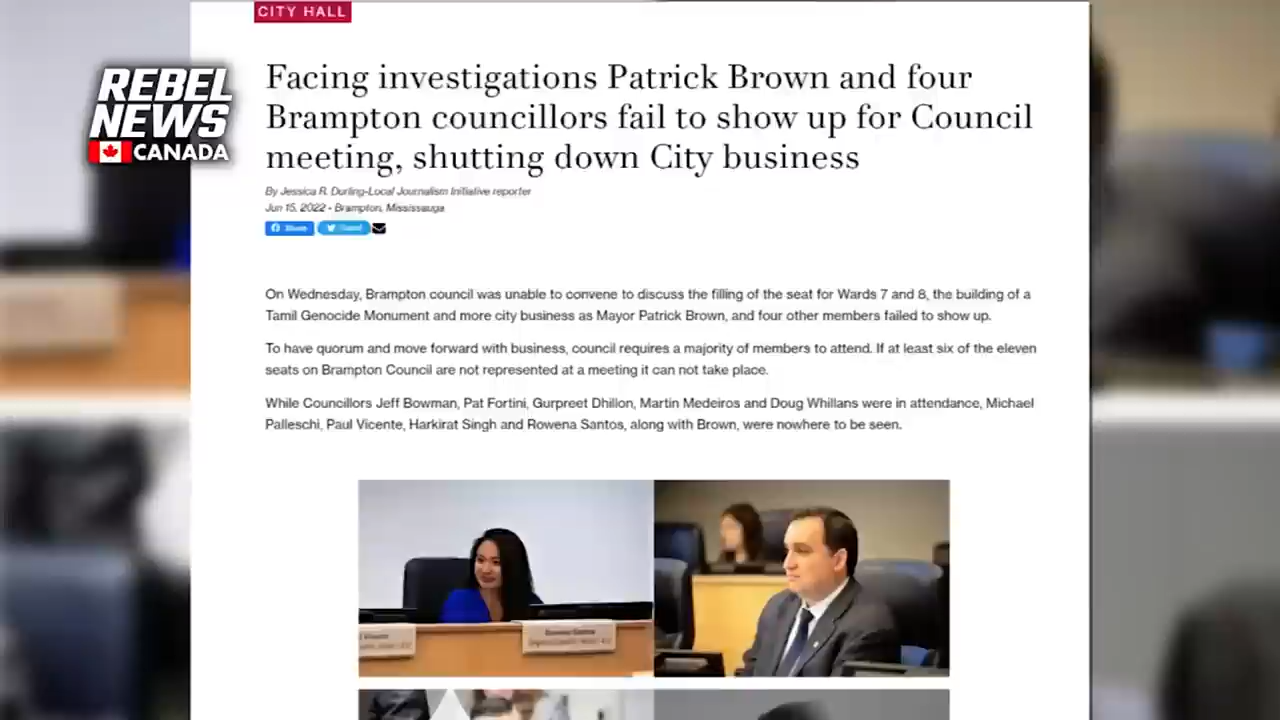 CITY HALL
REBEL
NEWS
CANADA
Facing investigations Patrick Brown and four
Brampton councillors fail to show up for Council
meeting, shutting down City business
By Jessica R. Durling-Local Journalism Initiative reporter
Jun 15, 2022 - Brampton, Mississauga
Share Tweet
On Wednesday, Brampton council was unable to convene to discuss the filling of the seat for Wards 7 and 8, the building of a
Tamil Genocide Monument and more city business as Mayor Patrick Brown, and four other members failed to show up.
To have quorum and move forward with business, council requires a majority of members to attend. If at least six of the eleven
seats on Brampton Council are not represented at a meeting it can not take place.
While Councillors Jeff Bowman, Pat Fortini, Gurpreet Dhillon, Martin Medeiros and Doug Whillans were in attendance, Michael
Palleschi, Paul Vicente, Harkirat Singh and Rowena Santos, along with Brown, were nowhere to be seen.